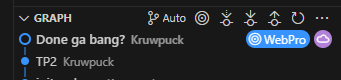 GRAPH Auto
Done ga bang? Kruwpuck WebPro
TP2 Kruwpuck